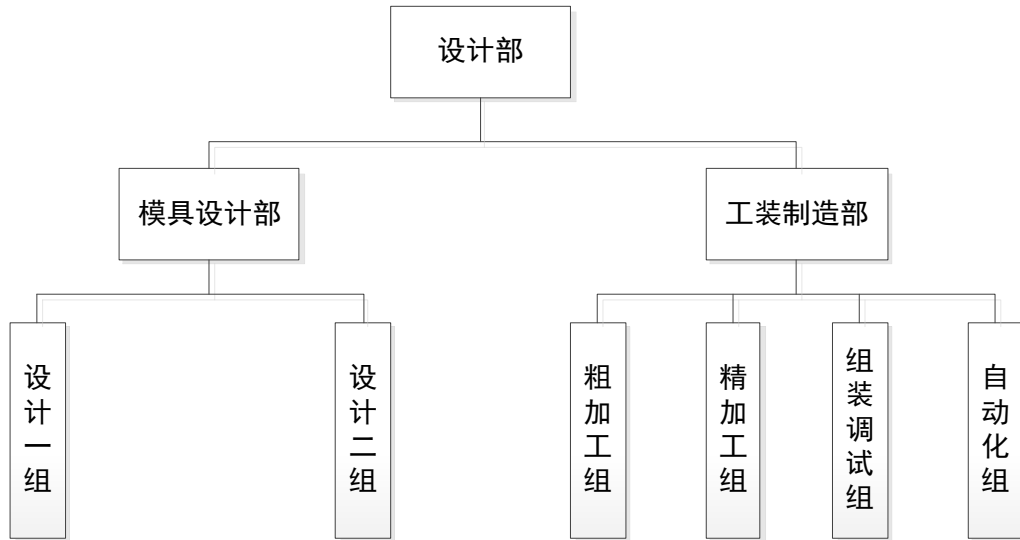 设计部
模具设计部
工装制造部
设计一组
设计二组
粗加工组
精加工组
组装调试组
自动化组